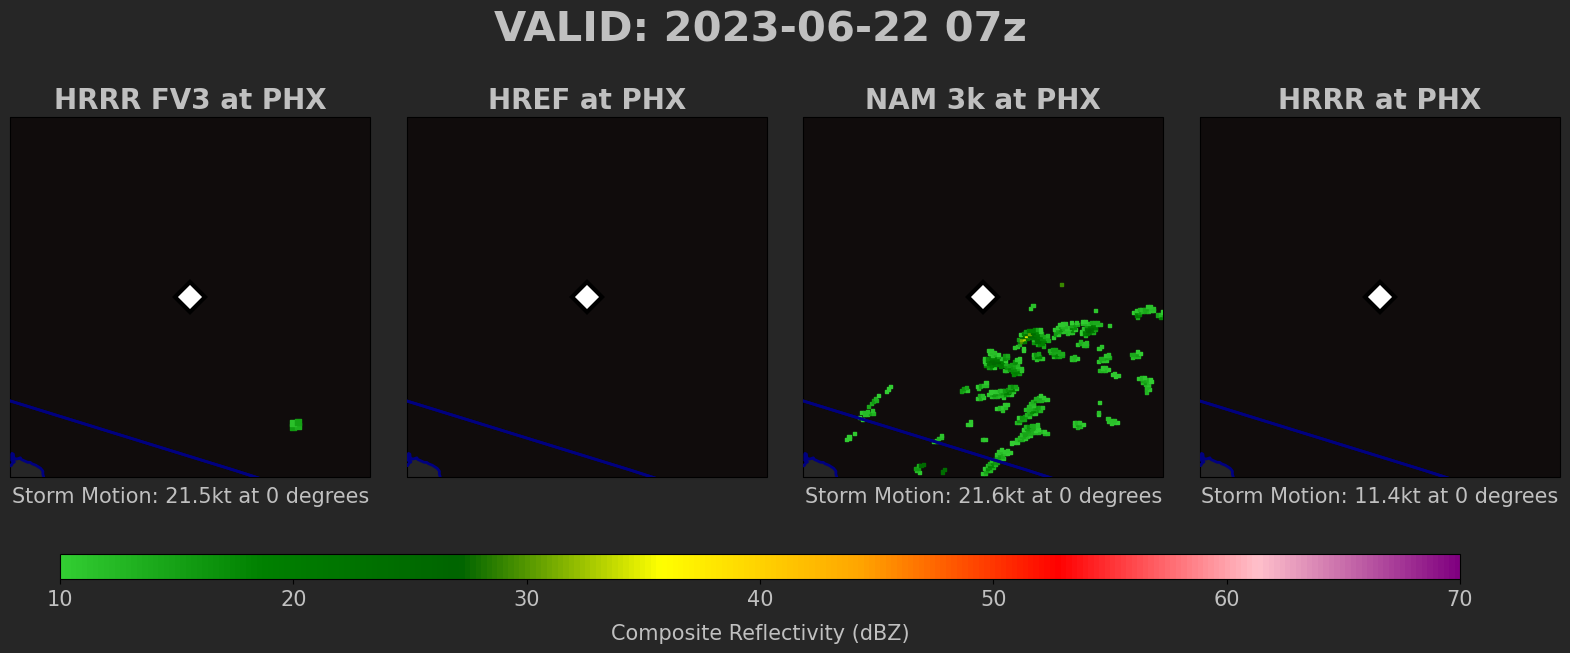 VALID: 2023-06-22 07z
HRRR FV3 at PHX
HREF at PHX
NAM 3k at PHX
HRRR at PHX
Storm Motion: 21.5kt at 0 degrees
Storm Motion: 21.6kt at 0 degrees
Storm Motion: 11.4kt at 0 degrees
10 20 30 40 50 60 70
Composite Reflectivity (dBZ)